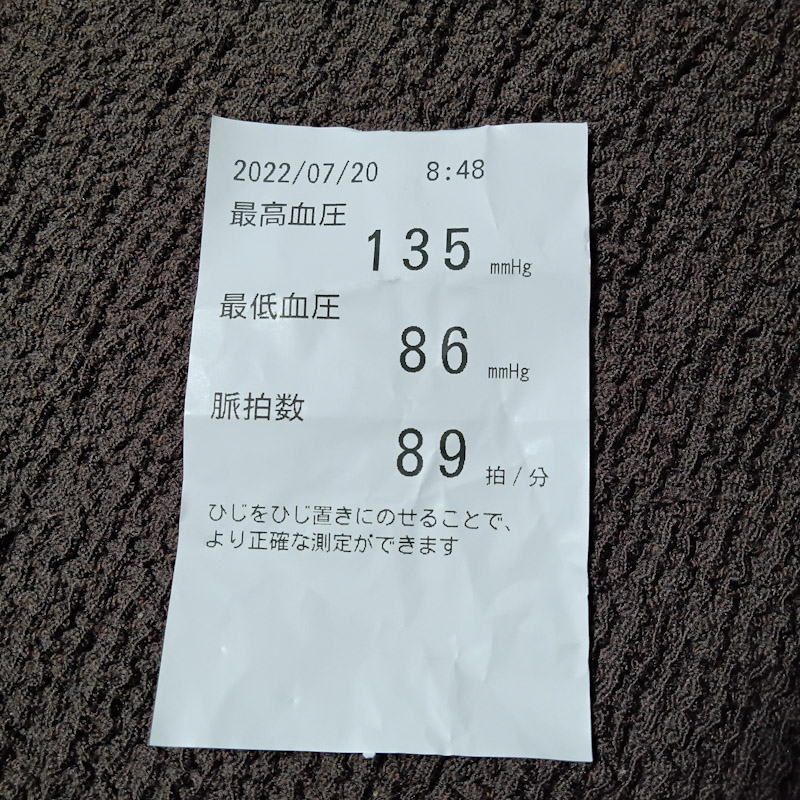 2022/07/20 8:48
最高血圧
135 mmHg
最低血圧
86 mmHg
脈拍数
89 拍/分
ひじをひじ置きにのせることで、
より正確な測定ができます